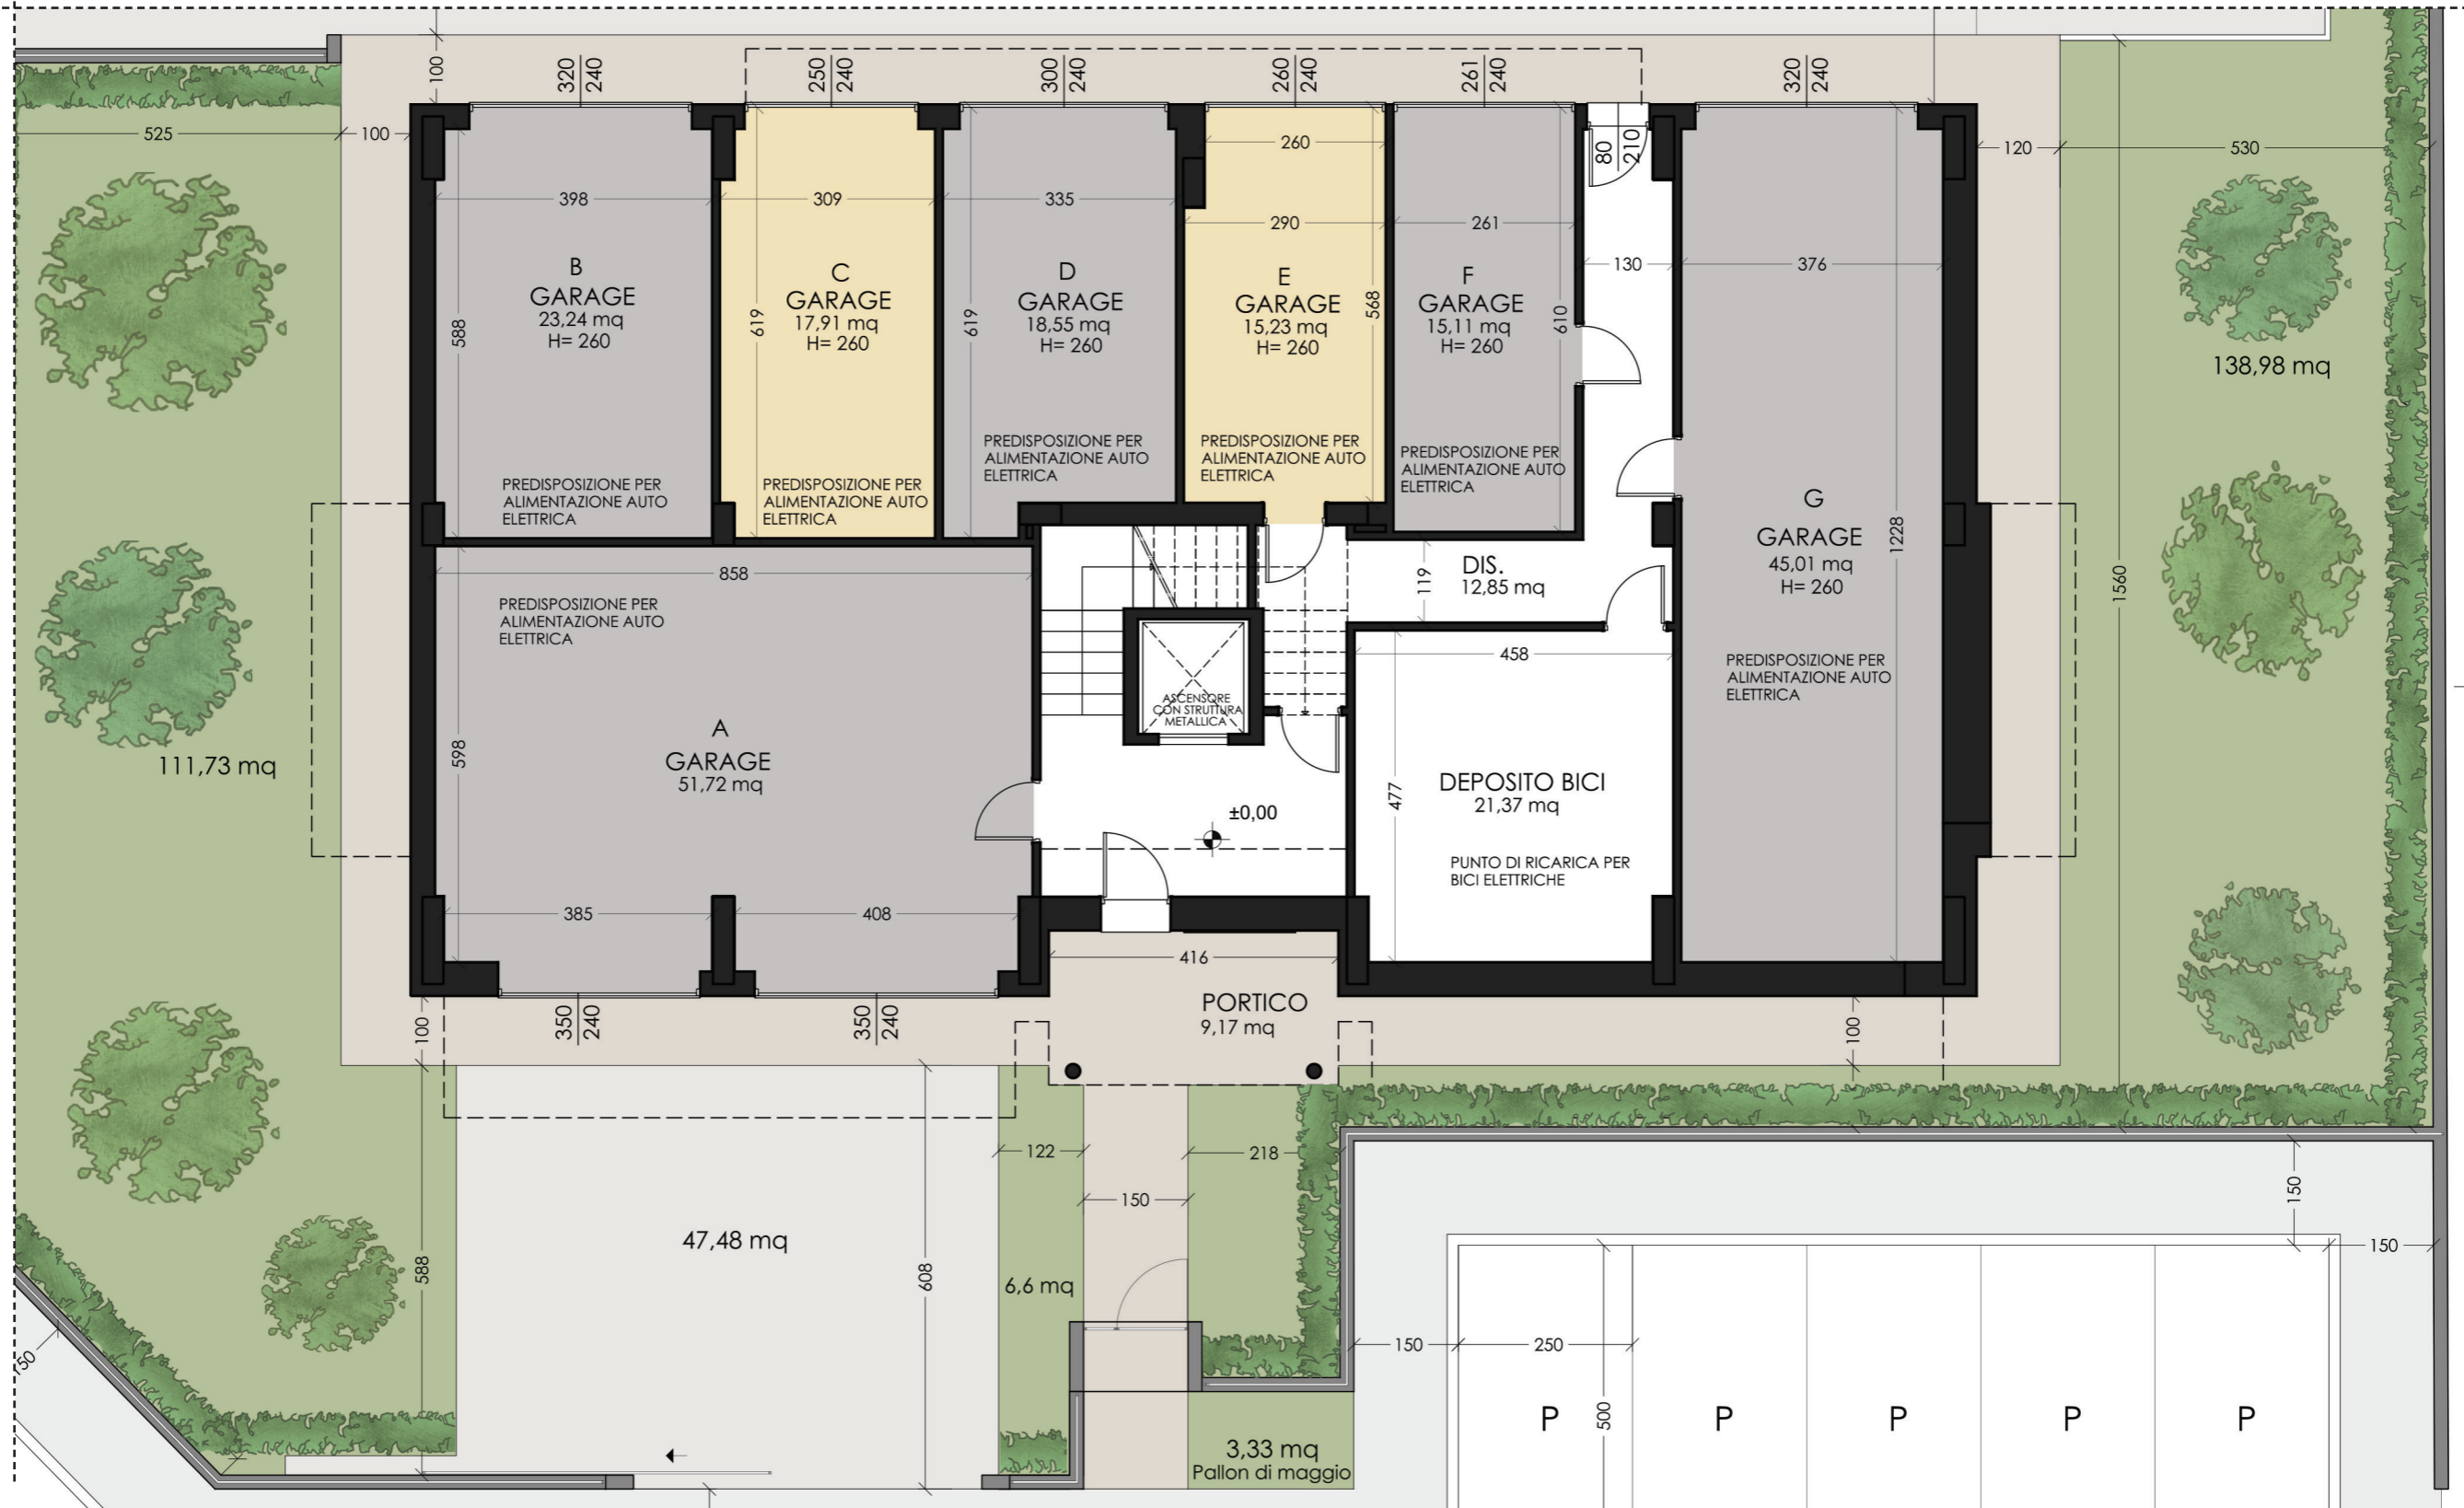 100
320
240
250
240
300
240
260
240
261
240
320
240
525
100
398
309
335
260
290
261
80
210
130
376
120
530
B
GARAGE
23,24 mq
H= 260
588
PREDISPOSIZIONE PER
ALIMENTAZIONE AUTO
ELETTRICA
C
GARAGE
17,91 mq
H= 260
619
PREDISPOSIZIONE PER
ALIMENTAZIONE AUTO
ELETTRICA
D
GARAGE
18,55 mq
H= 260
619
PREDISPOSIZIONE PER
ALIMENTAZIONE AUTO
ELETTRICA
E
GARAGE
15,23 mq
H= 260
568
PREDISPOSIZIONE PER
ALIMENTAZIONE AUTO
ELETTRICA
F
GARAGE
15,11 mq
H= 260
610
PREDISPOSIZIONE PER
ALIMENTAZIONE AUTO
ELETTRICA
G
GARAGE
45,01 mq
H= 260
1228
PREDISPOSIZIONE PER
ALIMENTAZIONE AUTO
ELETTRICA
138,98 mq
1560
858
PREDISPOSIZIONE PER
ALIMENTAZIONE AUTO
ELETTRICA
598
A
GARAGE
51,72 mq
385
408
111,73 mq
ASCENSORE
CON STRUTTURA
METALLICA
±0,00
119
DIS.
12,85 mq
458
477
DEPOSITO BICI
21,37 mq
PUNTO DI RICARICA PER
BICI ELETTRICHE
416
PORTICO
9,17 mq
100
350
240
350
240
100
122
218
150
47,48 mq
588
608
6,6 mq
3,33 mq
Pallon di maggio
150
250
500
150
150
50
P
P
P
P
P